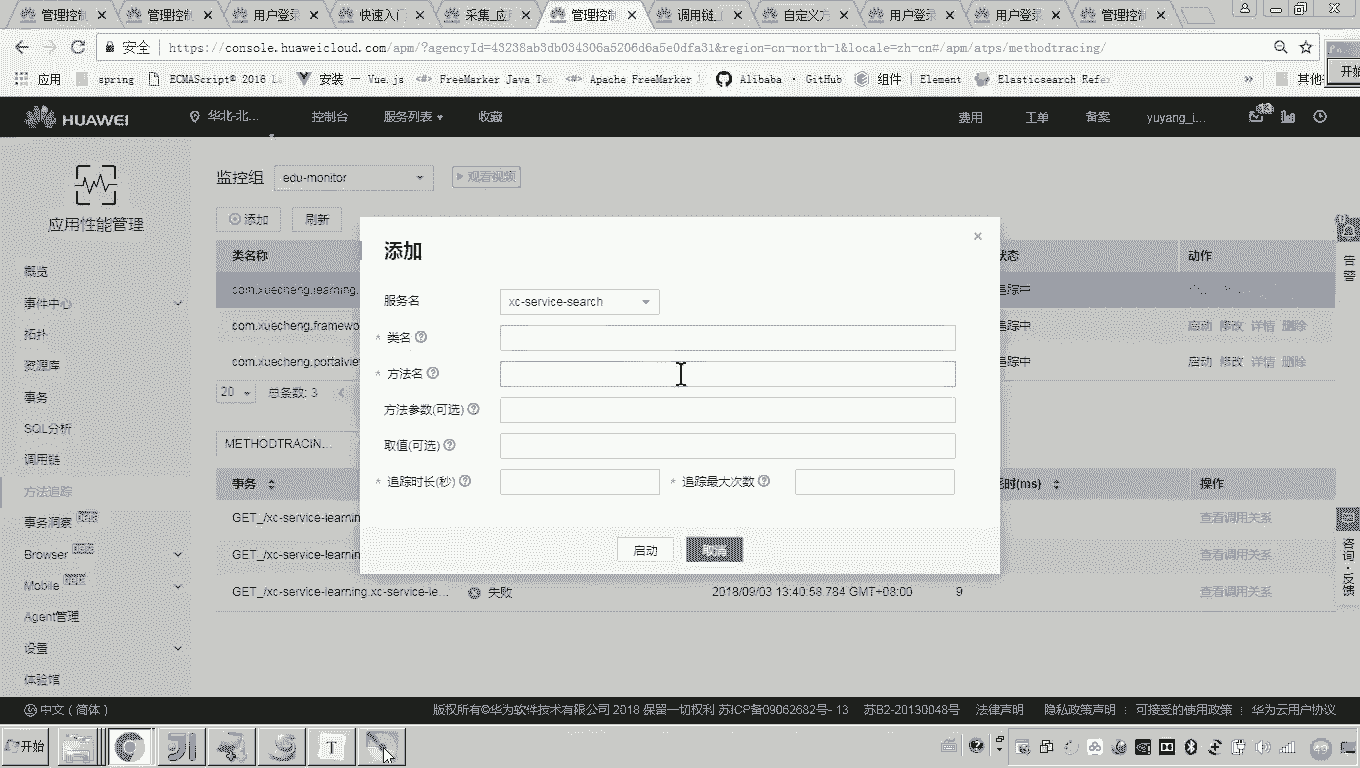 管理控制 管理控制 用户登录 快速入门 采集_应 管理控制 调用链_ 自定义方 用户登录 用户登录 管理控制
安全 https://console.huaweicloud.com/apm/?agencyId=43238ab3db034306a5206d6a5e0dfa31&region=cn-north-1&locale=zh-cn#/apm/atps/methodtracing/
应用 spring ECMAScript® 2016 La 安装 — Vue.js FreeMarker Java Tem Apache FreeMarker Alibaba · GitHub 组件 | Element Elasticsearch Refe » 其他 开始
HUAWEI 华北-北... 控制台 服务列表 收藏 费用 工单 备案 yuyang_i...
监控组 edu-monitor 观看视频
应用性能管理
添加 刷新
类名称 状态 动作
com.xuecheng.learning. 追踪中
com.xuecheng.framewo 追踪中 启动 修改 详情 删除
com.xuecheng.portalvie 追踪中 启动 修改 详情 删除
20 总条数: 3
METHODTRACIN...
事务 耗时(ms) 操作
GET_/xc-service-learnin 查看调用关系
GET_/xc-service-learnin 查看调用关系
GET_/xc-service-learning.xc-service-le... 失败 2018/09/03 13:40:58.784 GMT+08:00 9 查看调用关系
概览
事件中心
拓扑
资源库
事务
SQL分析
调用链
方法追踪
事务洞察
Browser
Mobile
Agent管理
设置
体验馆
添加 ×
服务名 xc-service-search
* 类名
* 方法名
方法参数(可选)
取值(可选)
* 追踪时长(秒) * 追踪最大次数
启动 取消
告警
咨询·反馈
中文 ( 简体 ) 版权所有©华为软件技术有限公司 2018 保留一切权利 苏ICP备09062682号- 13 苏B2-20130048号 法律声明 隐私政策声明 可接受的使用政策 华为云用户协议
开始 T 49